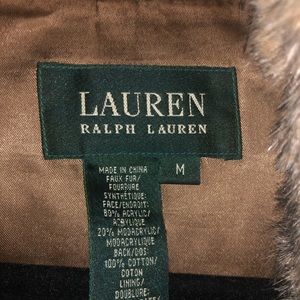 LAUREN
RALPH LAUREN
M
MADE IN CHINA
FAUX FUR/
FOURRURE
SYNTHÉTIQUE:
FACE/ENDROIT:
80% ACRYLIC/
ACRYLIQUE
20% MODACRYLIC/
MODACRYLIQUE
BACK/DOS:
100% COTTON/
COTON
LINING/
DOUBLURE: